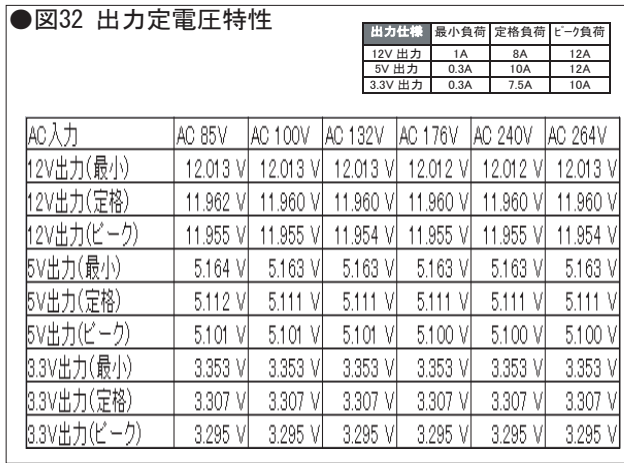 ●図32 出力定電圧特性
出力仕様 最小負荷 定格負荷 ピーク負荷
12V 出力 1A 8A 12A
5V 出力 0.3A 10A 12A
3.3V 出力 0.3A 7.5A 10A
AC入力 AC 85V AC 100V AC 132V AC 176V AC 240V AC 264V
12V出力(最小) 12.013 V 12.013 V 12.013 V 12.012 V 12.012 V 12.013 V
12V出力(定格) 11.962 V 11.960 V 11.960 V 11.960 V 11.960 V 11.960 V
12V出力(ピーク) 11.955 V 11.955 V 11.954 V 11.955 V 11.955 V 11.954 V
5V出力(最小) 5.164 V 5.163 V 5.163 V 5.163 V 5.163 V 5.163 V
5V出力(定格) 5.112 V 5.111 V 5.111 V 5.111 V 5.111 V 5.111 V
5V出力(ピーク) 5.101 V 5.101 V 5.101 V 5.100 V 5.100 V 5.100 V
3.3V出力(最小) 3.353 V 3.353 V 3.353 V 3.353 V 3.353 V 3.353 V
3.3V出力(定格) 3.307 V 3.307 V 3.307 V 3.307 V 3.307 V 3.307 V
3.3V出力(ピーク) 3.295 V 3.295 V 3.295 V 3.295 V 3.295 V 3.295 V